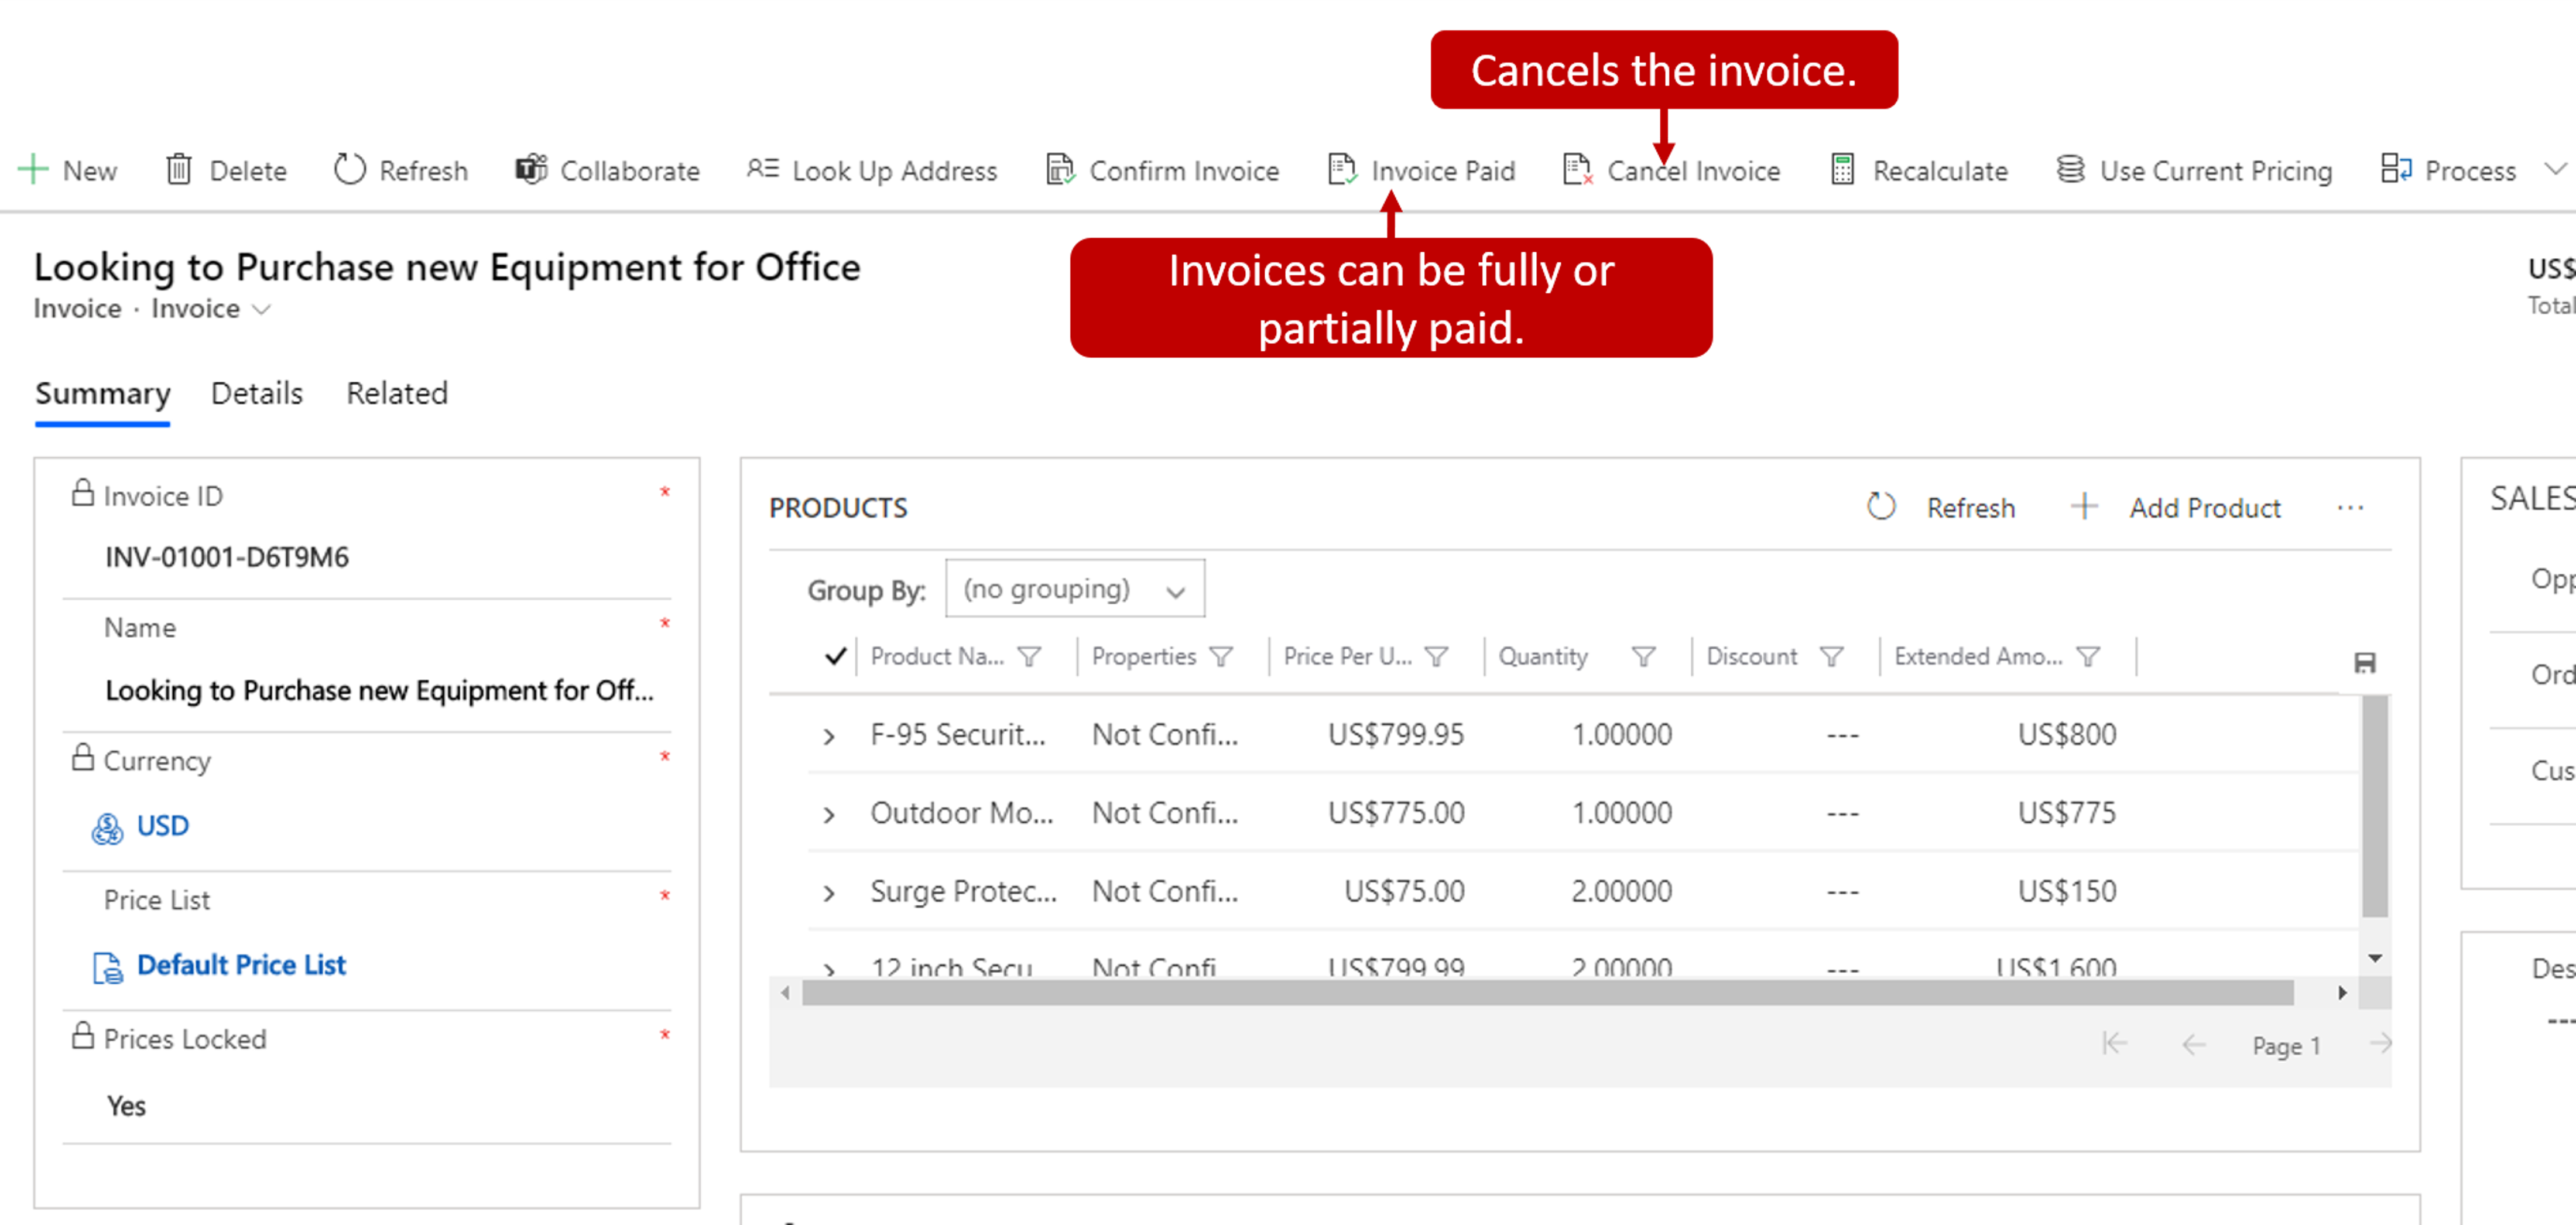 Cancels the invoice.
New Delete Refresh Collaborate Look Up Address Confirm Invoice Invoice Paid Cancel Invoice Recalculate Use Current Pricing Process
Invoices can be fully or
partially paid.
Looking to Purchase new Equipment for Office
Invoice · Invoice
US$
Total
Summary Details Related
Invoice ID *
INV-01001-D6T9M6
Name *
Looking to Purchase new Equipment for Off...
Currency *
USD
Price List *
Default Price List
Prices Locked *
Yes
PRODUCTS Refresh Add Product ...
Group By: (no grouping)
Product Na... Properties Price Per U... Quantity Discount Extended Amo...
F-95 Securit... Not Confi... US$799.95 1.00000 --- US$800
Outdoor Mo... Not Confi... US$775.00 1.00000 --- US$775
Surge Protec... Not Confi... US$75.00 2.00000 --- US$150
12 inch Secu Not Confi US$799.99 2.00000 --- US$1,600
Page 1
SALES
Opp
Ord
Cus
Des
---